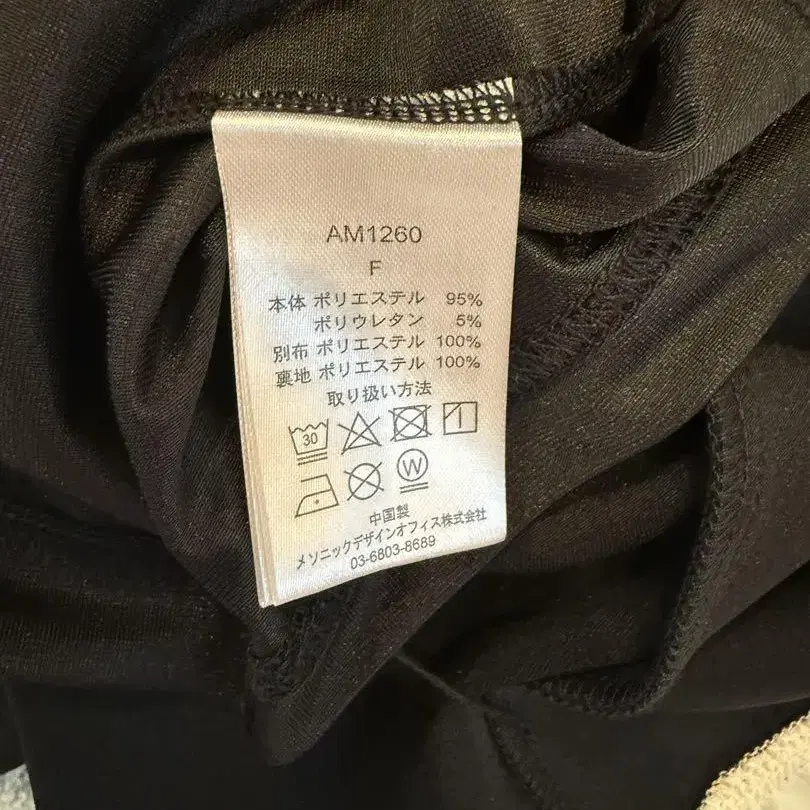 AM1260
F
本体 ポリエステル 95%
ポリウレタン 5%
別布 ポリエステル 100%
裏地 ポリエステル 100%
取り扱い方法
30
W
中国製
メソニックデザインオフィス株式会社
03-6803-8689